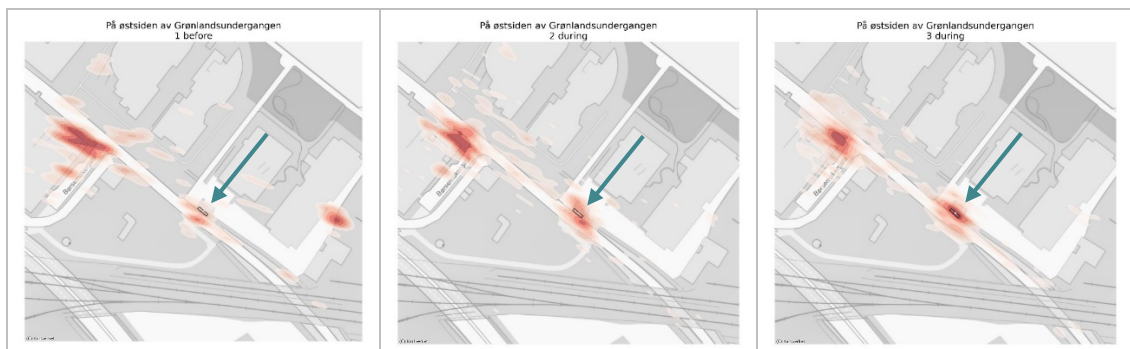 På østsiden av Grønlandsundergangen
1 before
På østsiden av Grønlandsundergangen
2 during
På østsiden av Grønlandsundergangen
3 during